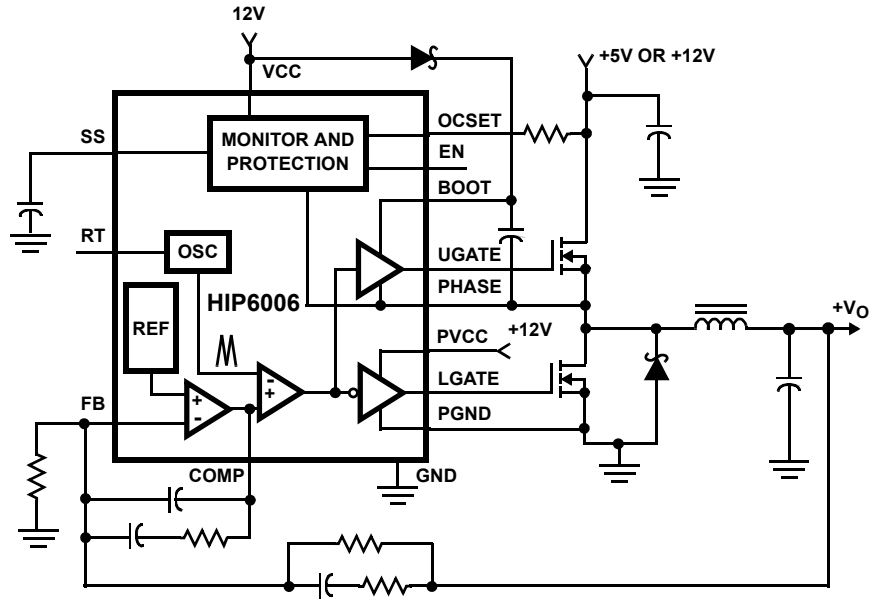 12V
VCC
+5V OR +12V
SS
MONITOR AND
PROTECTION
OCSET
EN
BOOT
RT
OSC
UGATE
HIP6006
PHASE
REF
+12V
+VO
PVCC
LGATE
FB
+
-
-
+
PGND
COMP
GND